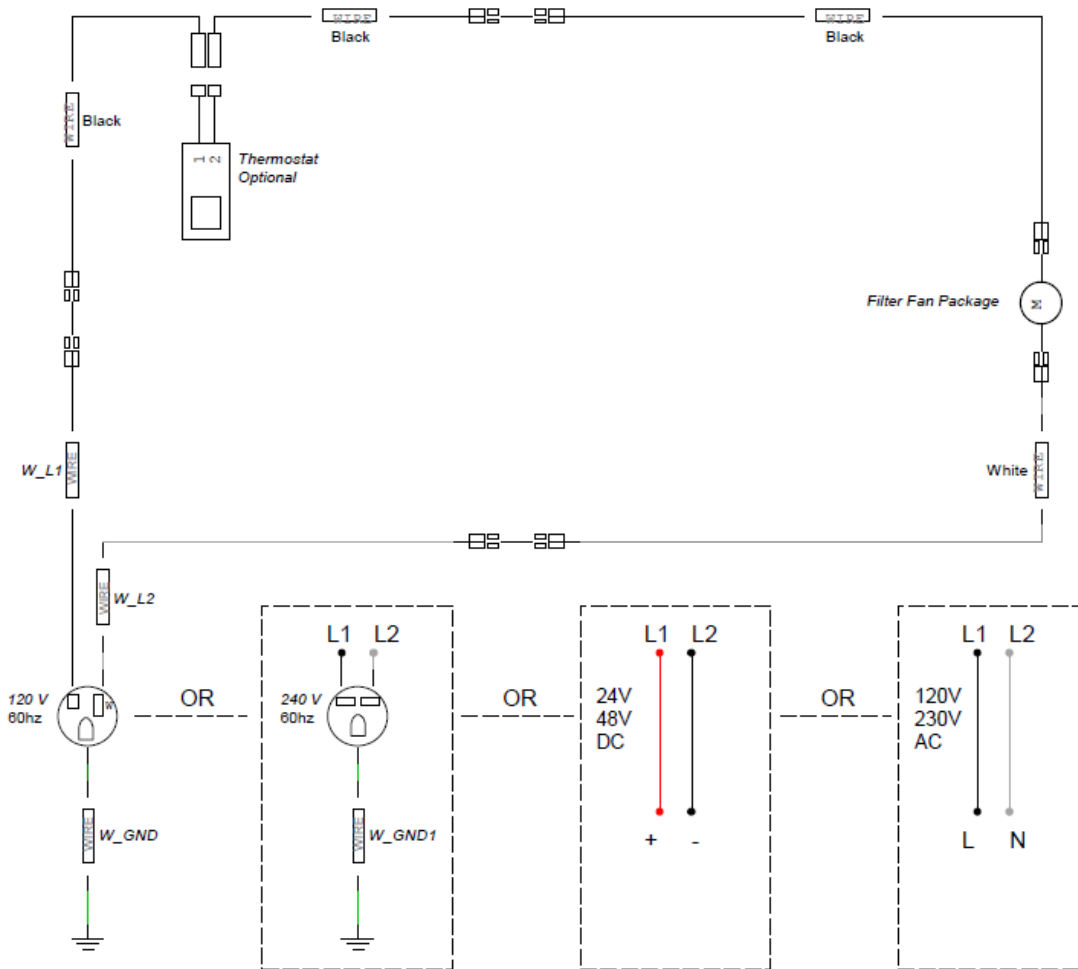 WIRE
Black
WIRE
Black
WIRE
Black
1
2
Thermostat
Optional
Filter Fan Package
M
W_L1
WIRE
White
WIRE
WIRE
W_L2
120 V
60hz
W
OR
L1 L2
240 V
60hz
OR
L1 L2
24V
48V
DC
+ -
OR
L1 L2
120V
230V
AC
L N
WIRE
W_GND
WIRE
W_GND1